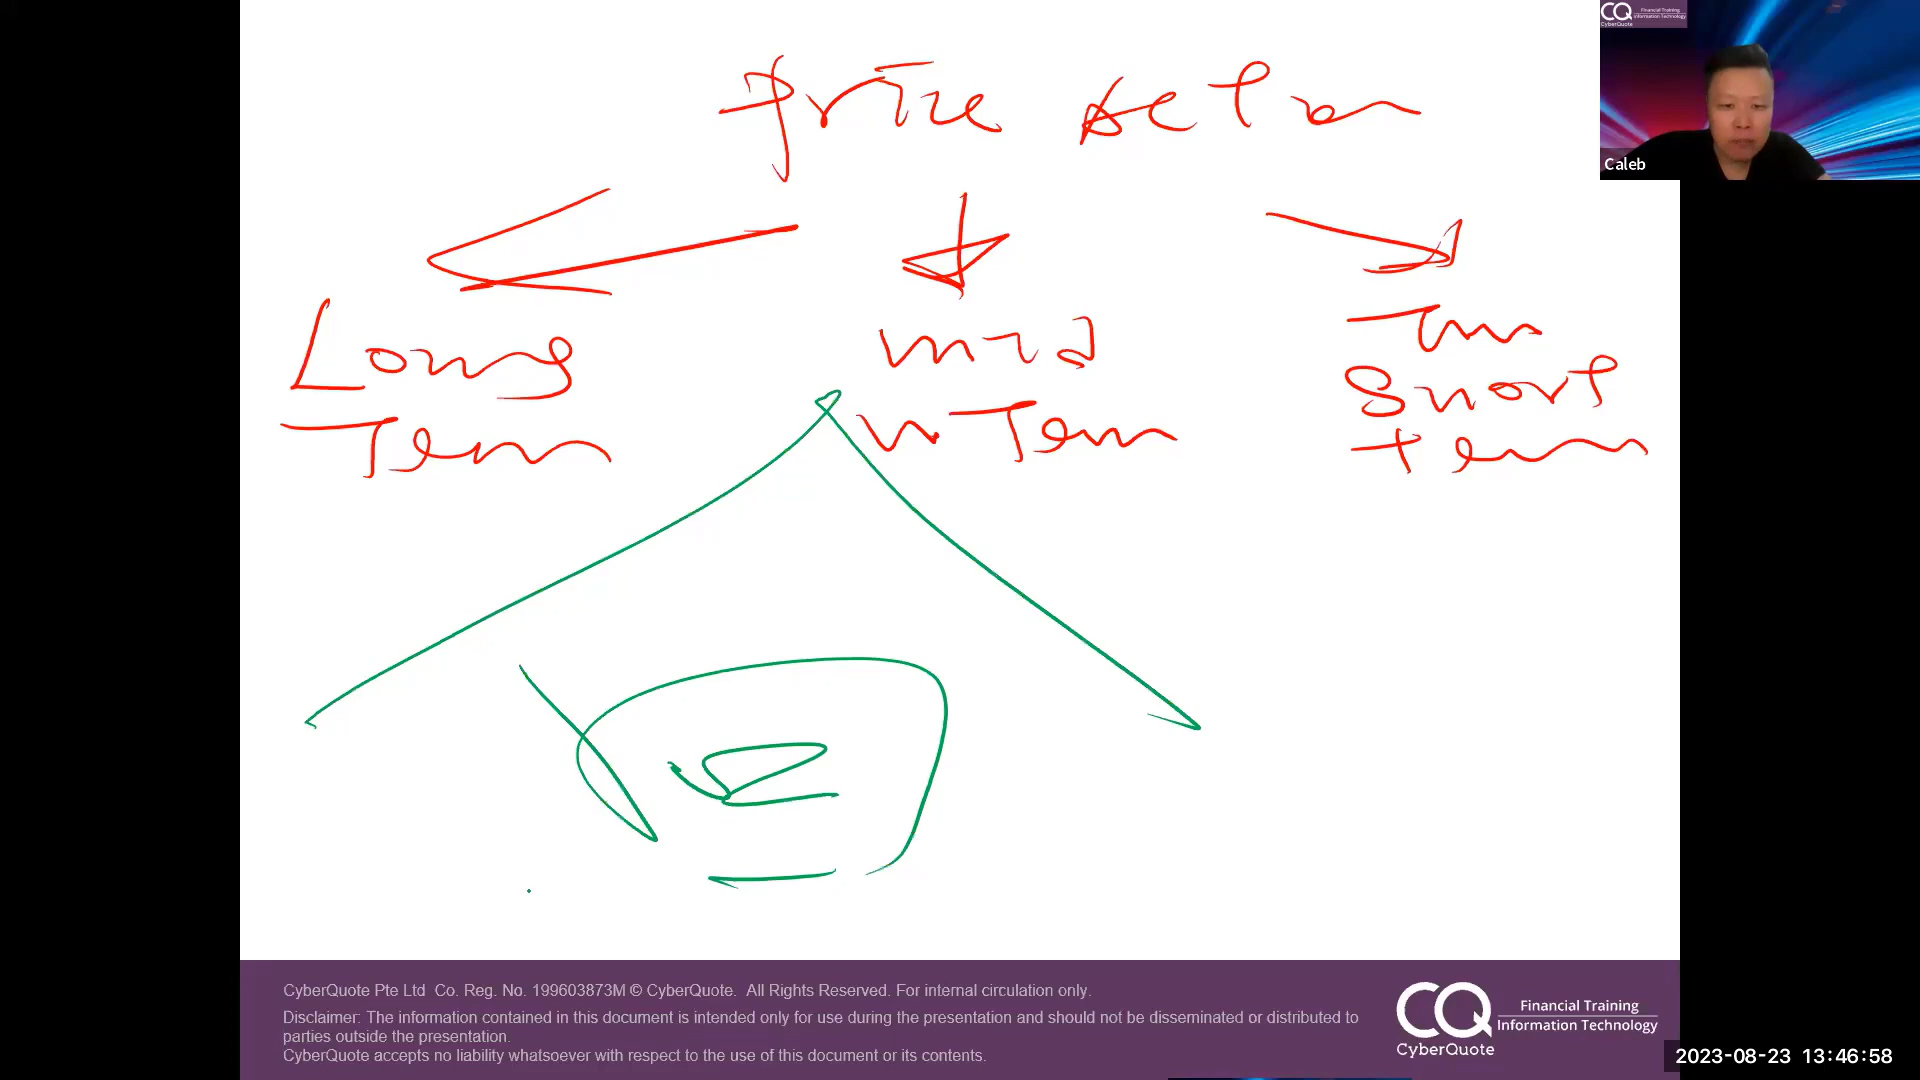 Price Acton
Long
Term
mid
Term
Short
term
CQ Financial Training
Information Technology
CyberQuote
Caleb
CyberQuote Pte Ltd Co. Reg. No. 199603873M © CyberQuote. All Rights Reserved. For internal circulation only.
Disclaimer: The information contained in this document is intended only for use during the presentation and should not be disseminated or distributed to
parties outside the presentation.
CyberQuote accepts no liability whatsoever with respect to the use of this document or its contents.
CQ Financial Training
Information Technology
CyberQuote
2023-08-23 13:46:58